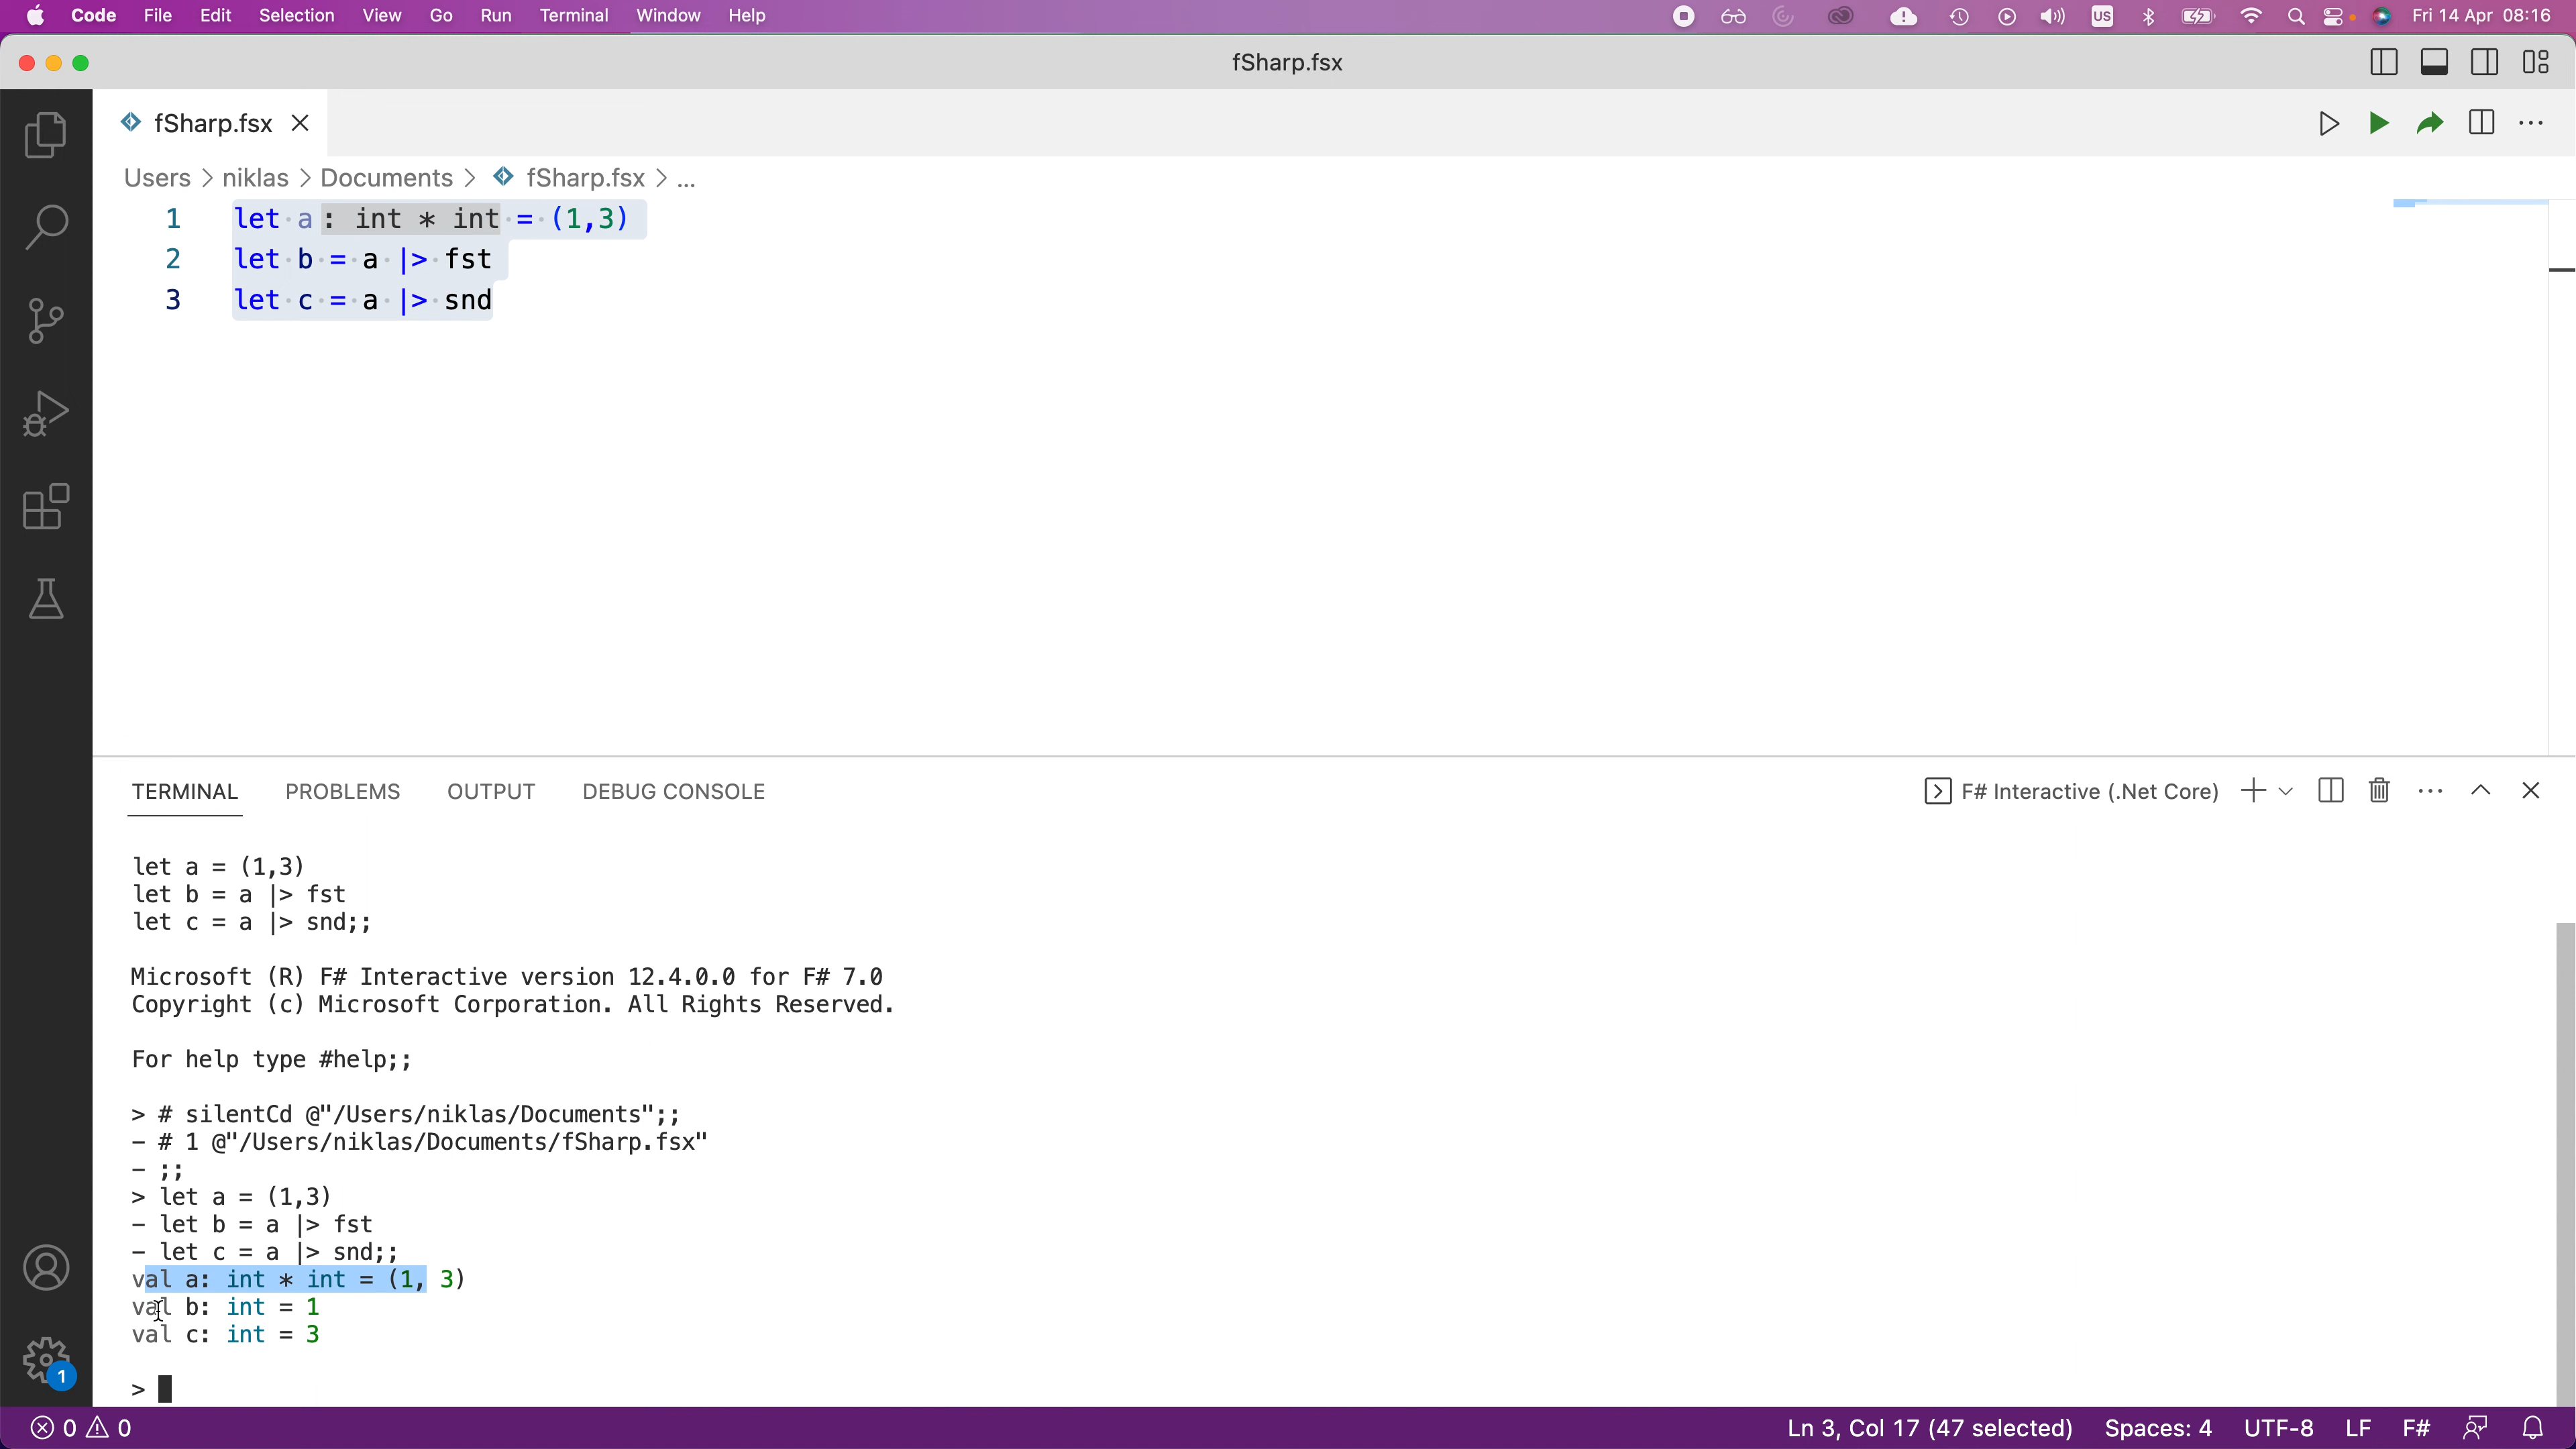 Code File Edit Selection View Go Run Terminal Window Help US Fri 14 Apr 08:16
fSharp.fsx
fSharp.fsx
Users > niklas > Documents > fSharp.fsx > ...
1 let a: int * int = (1,3)
2 let b = a |> fst
3 let c = a |> snd
TERMINAL PROBLEMS OUTPUT DEBUG CONSOLE F# Interactive (.Net Core)
let a = (1,3)
let b = a |> fst
let c = a |> snd;;
Microsoft (R) F# Interactive version 12.4.0.0 for F# 7.0
Copyright (c) Microsoft Corporation. All Rights Reserved.
For help type #help;;
> # silentCd @"/Users/niklas/Documents";;
- # 1 @"/Users/niklas/Documents/fSharp.fsx"
- ;;
> let a = (1,3)
- let b = a |> fst
- let c = a |> snd;;
val a: int * int = (1, 3)
val b: int = 1
val c: int = 3
>
1
0 0 Ln 3, Col 17 (47 selected) Spaces: 4 UTF-8 LF F#